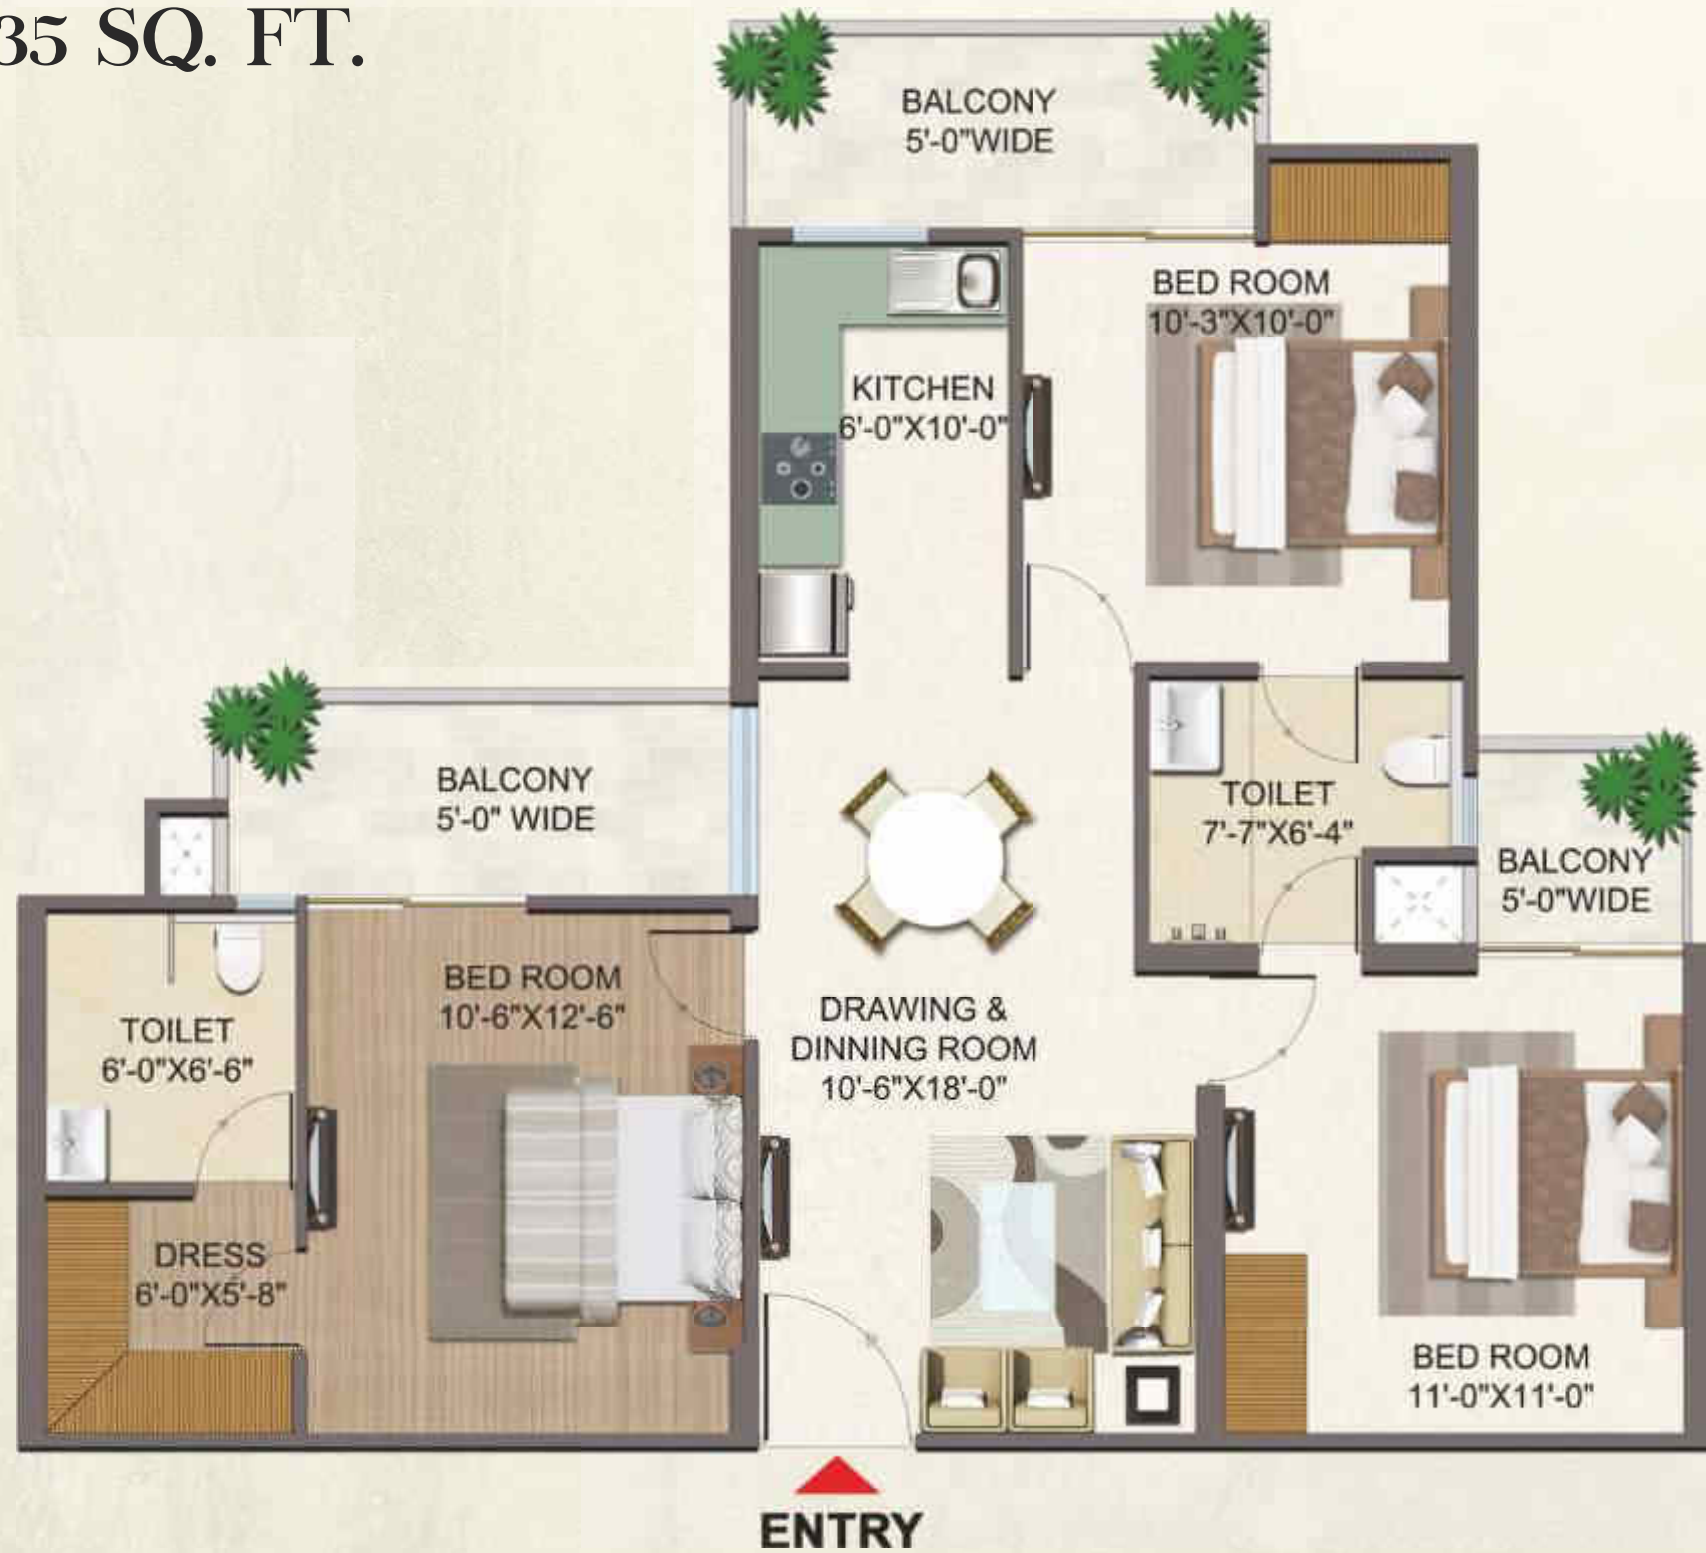 35 SQ. FT.
BALCONY
5'-0"WIDE
BED ROOM
10'-3"X10'-0"
KITCHEN
6'-0"X10'-0"
BALCONY
5'-0" WIDE
TOILET
7'-7"X6'-4"
BALCONY
5'-0"WIDE
BED ROOM
10'-6"X12'-6"
TOILET
6'-0"X6'-6"
DRAWING &
DINNING ROOM
10'-6"X18'-0"
DRESS
6'-0"X5'-8"
BED ROOM
11'-0"X11'-0"
ENTRY